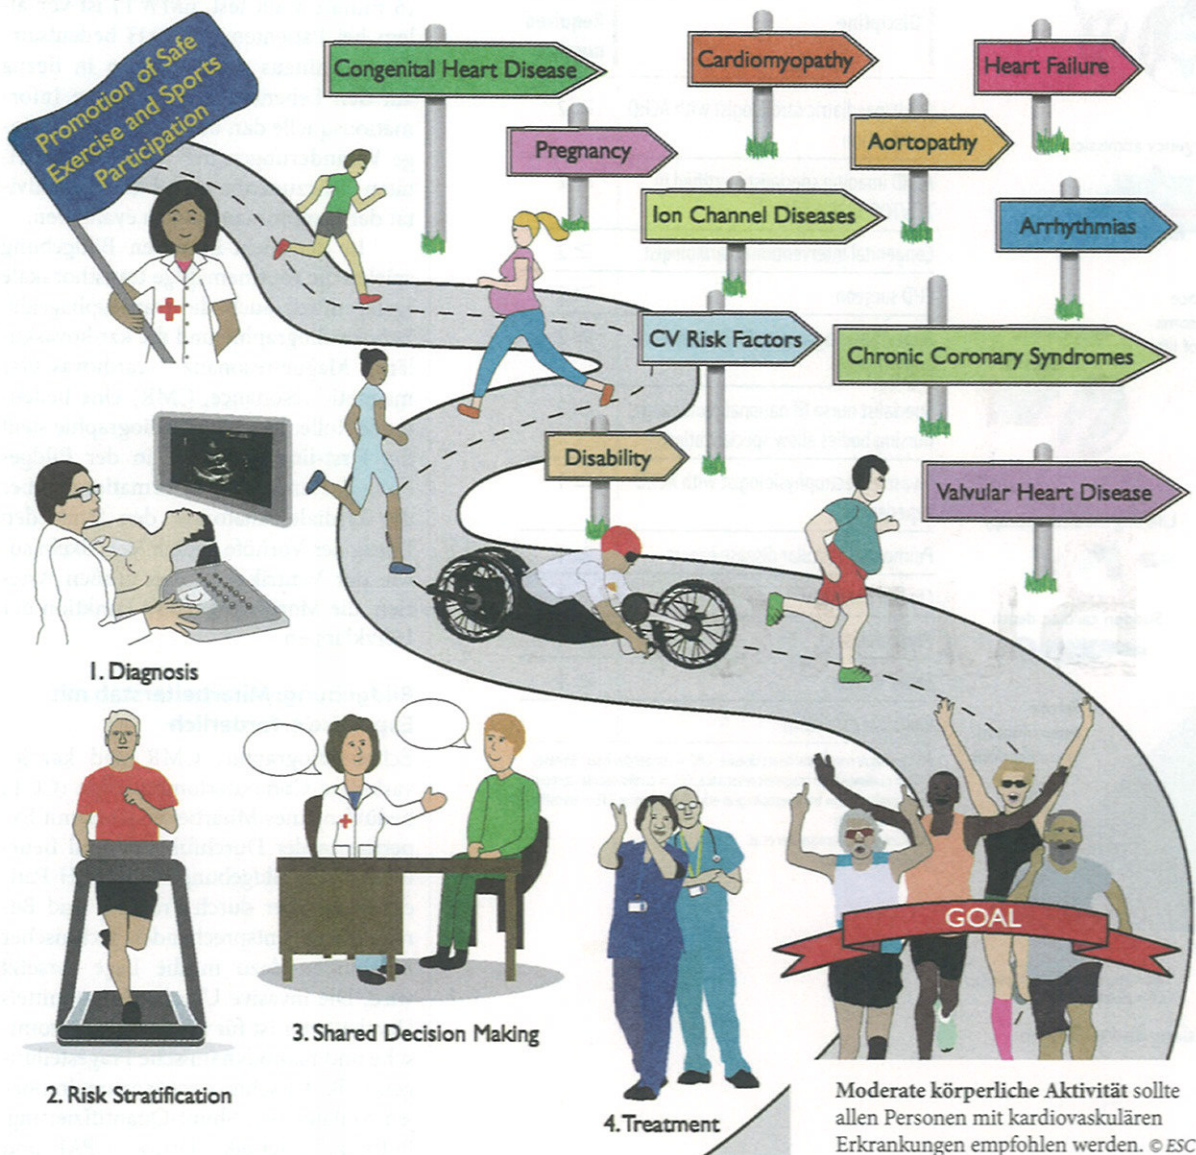 Promotion of Safe
Exercise and Sports
Participation
Congenital Heart Disease
Cardiomyopathy
Heart Failure
Pregnancy
Aortopathy
Ion Channel Diseases
Arrhythmias
CV Risk Factors
Chronic Coronary Syndromes
Disability
Valvular Heart Disease
1. Diagnosis
GOAL
3. Shared Decision Making
2. Risk Stratification
4. Treatment
Moderate körperliche Aktivität sollte
allen Personen mit kardiovaskulären
Erkrankungen empfohlen werden. © ESC